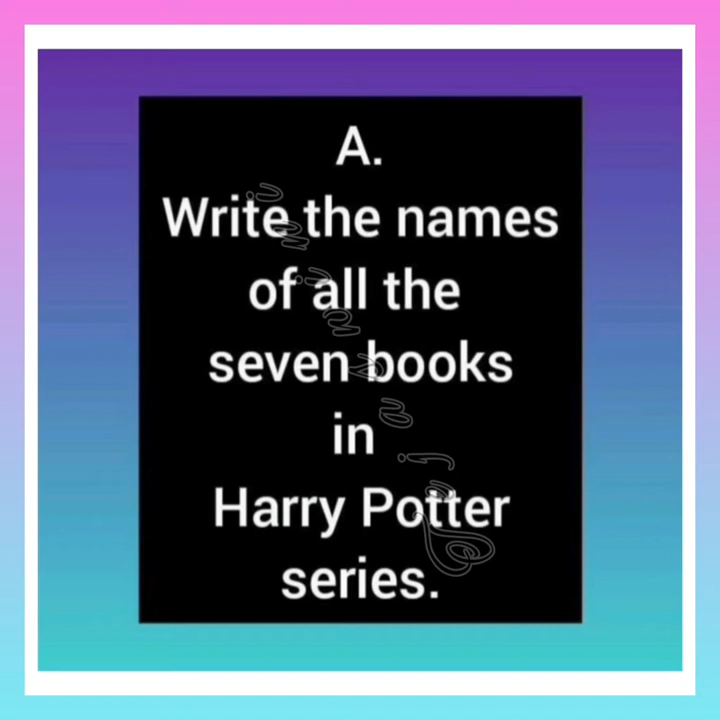 A.
Write the names
of all the
seven books
in
Harry Potter
series.